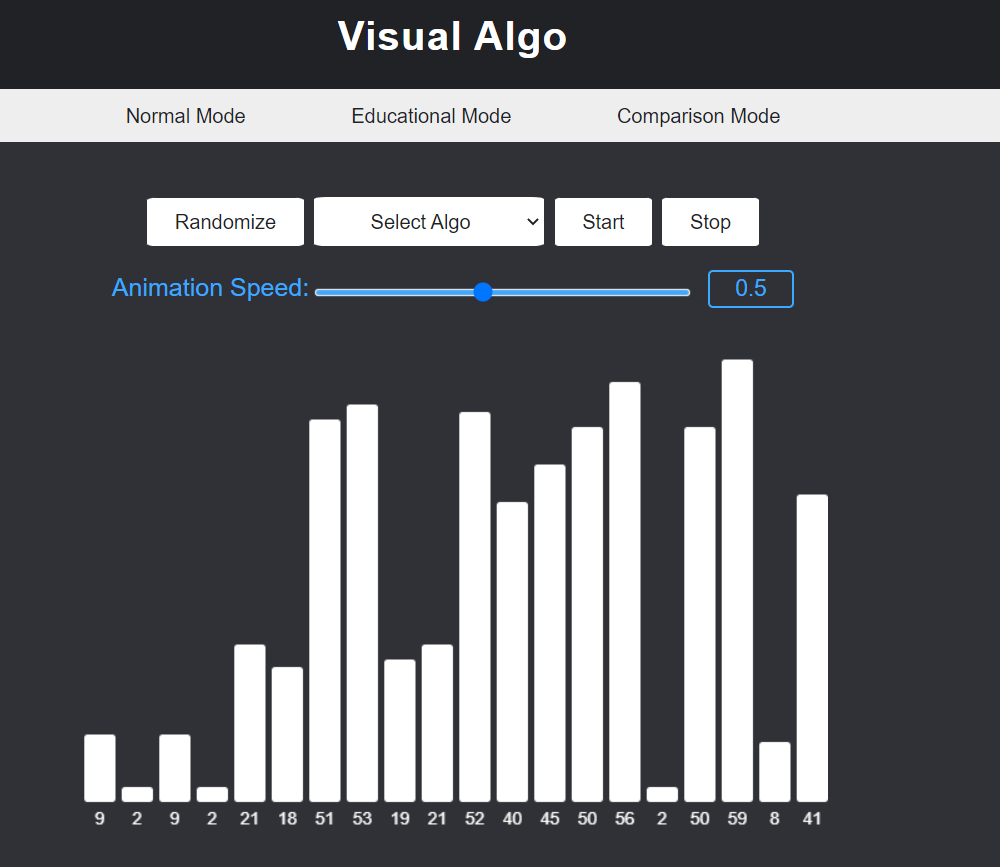 Visual Algo
Normal Mode Educational Mode Comparison Mode
Randomize Select Algo Start Stop
Animation Speed: 0.5
9 2 9 2 21 18 51 53 19 21 52 40 45 50 56 2 50 59 8 41